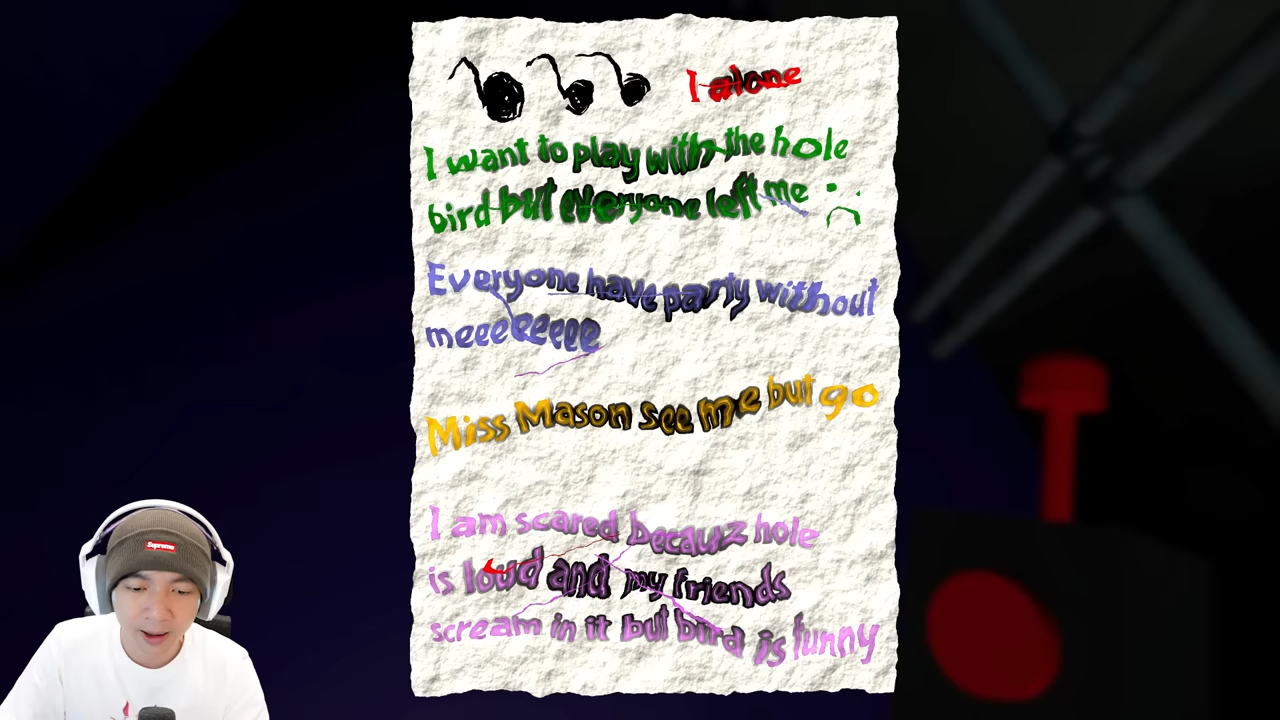 I alone
I want to play with the hole
bird but everyone left me :(
Everyone have party without
meeeeeeee
Miss Mason see me but go
I am scared becauz hole
is loud and my friends
scream in it but bird is funny
Supreme